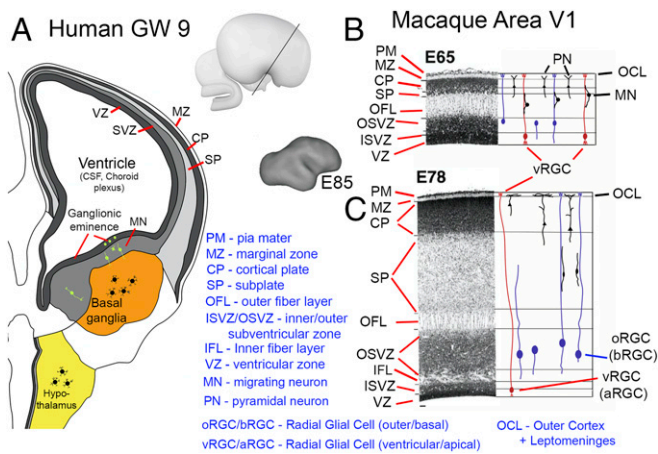 A Human GW 9
Macaque Area V1
VZ
SVZ
MZ
CP
SP
Ventricle
(CSF, Choroid
plexus)
Ganglionic
eminence
MN
Basal
ganglia
Hypo-
thalamus
E85
PM - pia mater
MZ - marginal zone
CP - cortical plate
SP - subplate
OFL - outer fiber layer
ISVZ/OSVZ - inner/outer
subventricular zone
IFL - Inner fiber layer
VZ - ventricular zone
MN - migrating neuron
PN - pyramidal neuron
oRGC/bRGC - Radial Glial Cell (outer/basal)
vRGC/aRGC - Radial Glial Cell (ventricular/apical)
B
E65
PM
MZ
CP
SP
OFL
OSVZ
ISVZ
VZ
PN
OCL
MN
vRGC
C
E78
PM
MZ
CP
SP
OFL
OSVZ
IFL
ISVZ
VZ
OCL
oRGC
(bRGC)
vRGC
(aRGC)
OCL - Outer Cortex
+ Leptomeninges